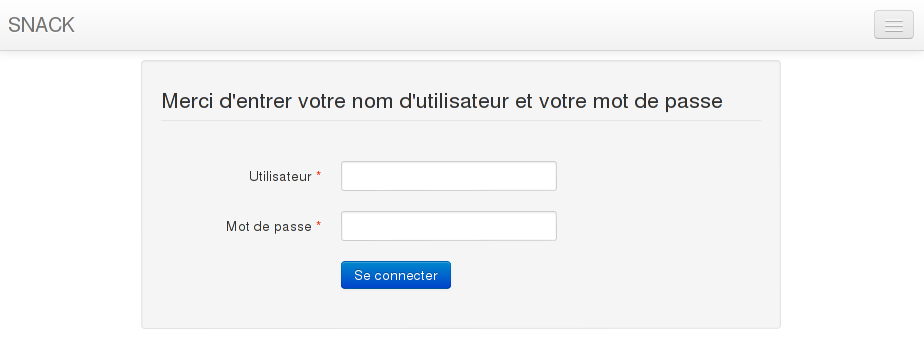 SNACK
Merci d'entrer votre nom d'utilisateur et votre mot de passe
Utilisateur *
Mot de passe *
Se connecter